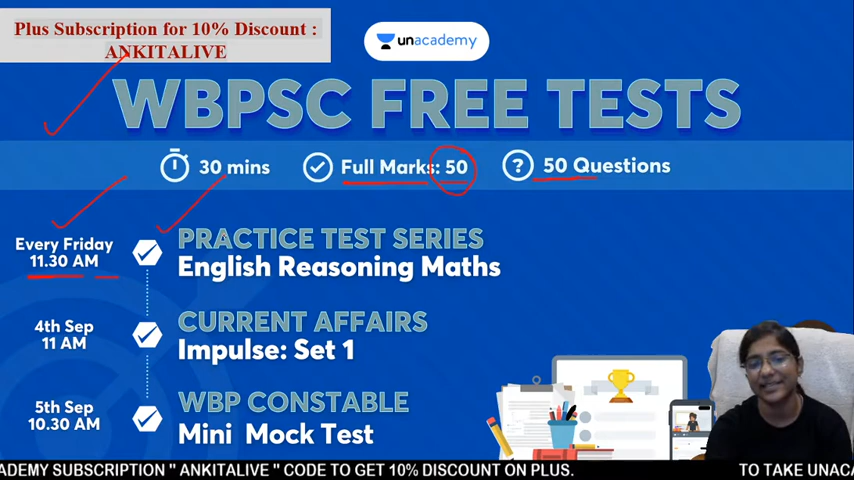 Plus Subscription for 10% Discount :
ANKITALIVE
unacademy
WBPSC FREE TESTS
30 mins
Full Marks: 50
? 50 Questions
Every Friday
11.30 AM
PRACTICE TEST SERIES
English Reasoning Maths
4th Sep
11 AM
CURRENT AFFAIRS
Impulse: Set 1
5th Sep
10.30 AM
WBP CONSTABLE
Mini Mock Test
ADEMY SUBSCRIPTION " ANKITALIVE " CODE TO GET 10% DISCOUNT ON PLUS. TO TAKE UNACA